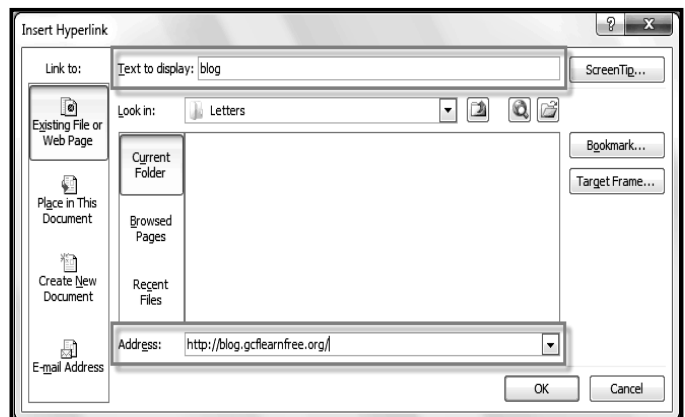 Insert Hyperlink
Link to:
Text to display: blog
ScreenTip...
Existing File or
Web Page
Look in: Letters
Bookmark...
Current
Folder
Target Frame...
Place in This
Document
Browsed
Pages
Create New
Document
Recent
Files
E-mail Address
Address: http://blog.gcflearnfree.org/
OK
Cancel